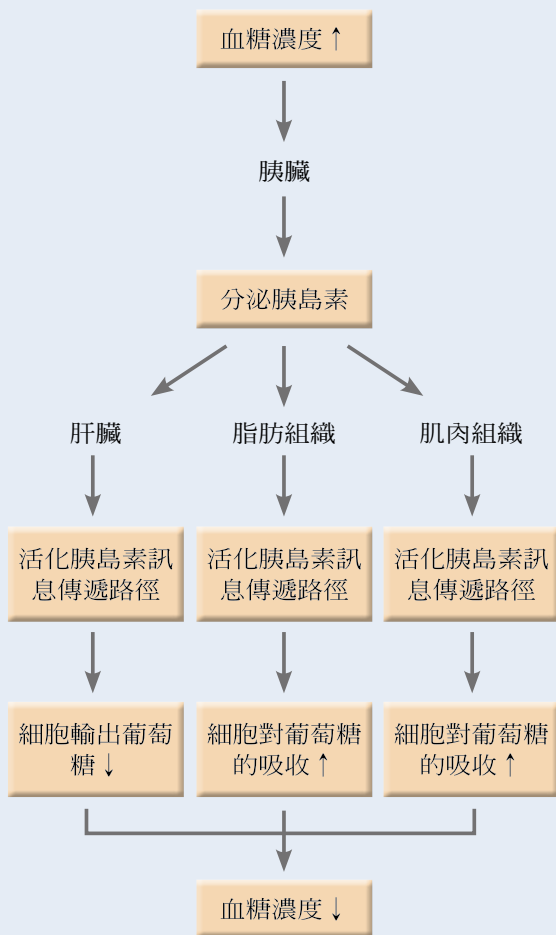 血糖濃度↑
胰臟
分泌胰島素
肝臟
脂肪組織
肌肉組織
活化胰島素訊
息傳遞路徑
活化胰島素訊
息傳遞路徑
活化胰島素訊
息傳遞路徑
細胞輸出葡萄
糖↓
細胞對葡萄糖
的吸收↑
細胞對葡萄糖
的吸收↑
血糖濃度↓